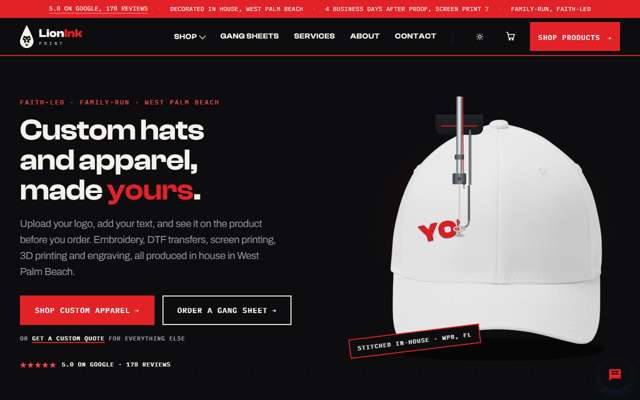 5.0 ON GOOGLE, 178 REVIEWS · DECORATED IN HOUSE, WEST PALM BEACH · 4 BUSINESS DAYS AFTER PROOF, SCREEN PRINT 7 · FAMILY-RUN, FAITH-LED
LionInk
PRINT
SHOP
GANG SHEETS
SERVICES
ABOUT
CONTACT
SHOP PRODUCTS →
FAITH-LED · FAMILY-RUN · WEST PALM BEACH
Custom hats
and apparel,
made yours.
Upload your logo, add your text, and see it on the product
before you order. Embroidery, DTF transfers, screen printing,
3D printing and engraving, all produced in house in West
Palm Beach.
SHOP CUSTOM APPAREL →
ORDER A GANG SHEET →
OR GET A CUSTOM QUOTE FOR EVERYTHING ELSE
★★★★★ 5.0 ON GOOGLE · 178 REVIEWS
YO
STITCHED IN-HOUSE · WPB, FL